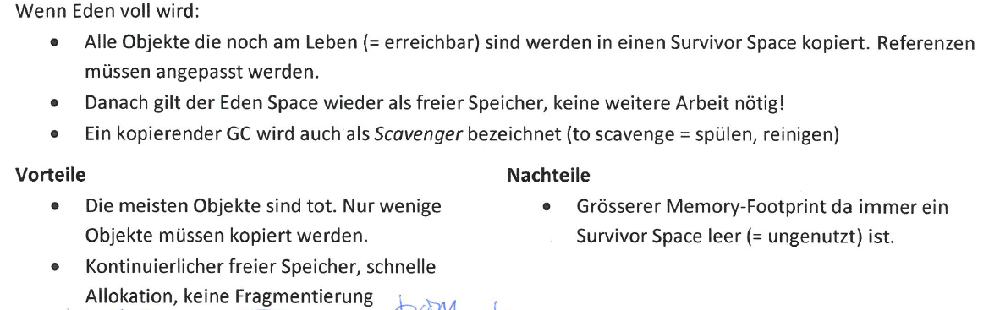 Wenn Eden voll wird:
• Alle Objekte die noch am Leben (= erreichbar) sind werden in einen Survivor Space kopiert. Referenzen
müssen angepasst werden.
• Danach gilt der Eden Space wieder als freier Speicher, keine weitere Arbeit nötig!
• Ein kopierender GC wird auch als Scavenger bezeichnet (to scavenge = spülen, reinigen)
Vorteile
• Die meisten Objekte sind tot. Nur wenige
Objekte müssen kopiert werden.
• Kontinuierlicher freier Speicher, schnelle
Allokation, keine Fragmentierung
Nachteile
• Grösserer Memory-Footprint da immer ein
Survivor Space leer (= ungenutzt) ist.